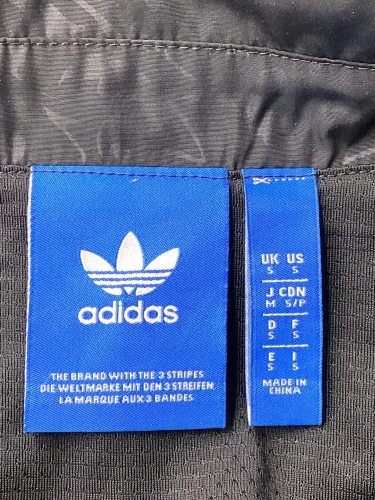 adidas
THE BRAND WITH THE 3 STRIPES
DIE WELTMARKE MIT DEN 3 STREIFEN
LA MARQUE AUX 3 BANDES
UK US
S S
J CDN
M S/P
D F
S S
E I
S S
MADE IN
CHINA